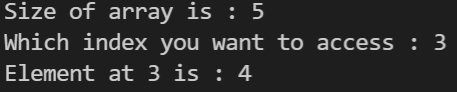 Size of array is : 5
Which index you want to access : 3
Element at 3 is : 4